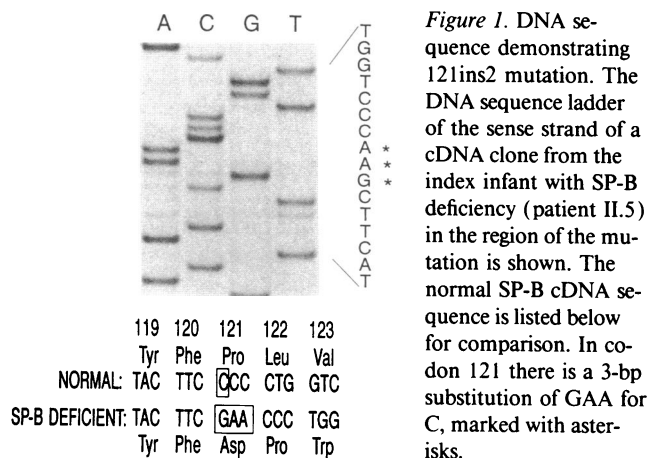 A C G T
T
G
G
T
C
C
C
A *
A *
G *
C
T
T
C
A
T
Figure 1. DNA se-
quence demonstrating
121ins2 mutation. The
DNA sequence ladder
of the sense strand of a
cDNA clone from the
index infant with SP-B
deficiency (patient II.5)
in the region of the mu-
tation is shown. The
normal SP-B cDNA se-
quence is listed below
for comparison. In co-
don 121 there is a 3-bp
substitution of GAA for
C, marked with aster-
isks.
119 120 121 122 123
Tyr Phe Pro Leu Val
NORMAL: TAC TTC CCC CTG GTC
SP-B DEFICIENT: TAC TTC GAA CCC TGG
Tyr Phe Asp Pro Trp